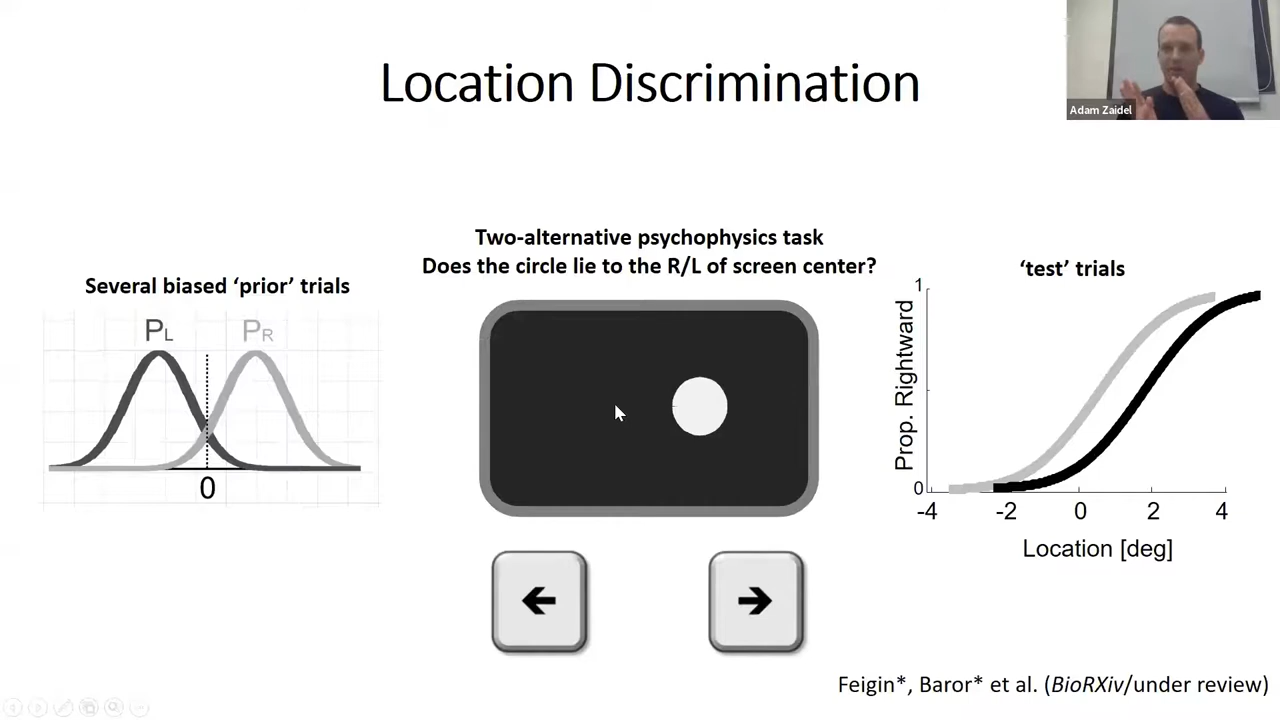 Location Discrimination
Adam Zaidel
Several biased ‘prior’ trials
PL
PR
0
Two-alternative psychophysics task
Does the circle lie to the R/L of screen center?
‘test’ trials
1
Prop. Rightward
0
-4 -2 0 2 4
Location [deg]
Feigin*, Baror* et al. (BioRXiv/under review)